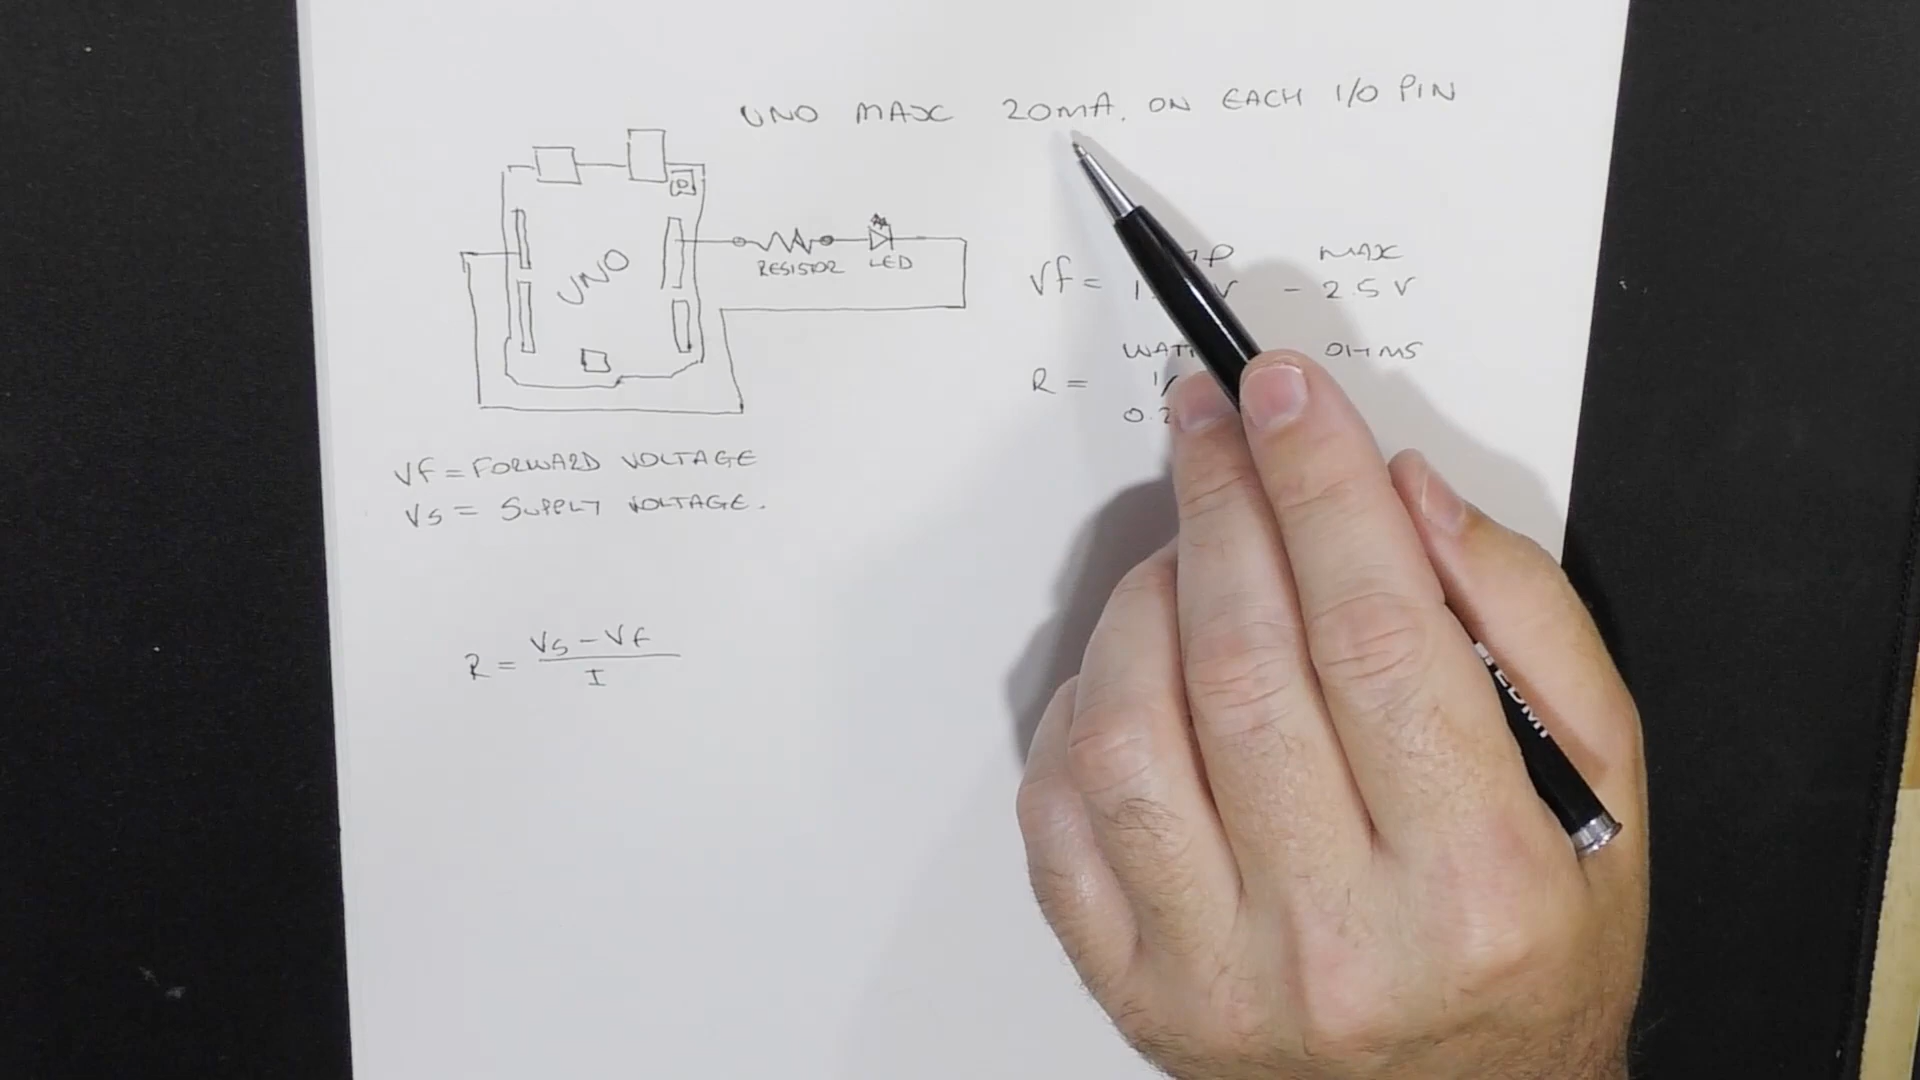 UNO MAX 20mA. ON EACH I/O PIN
UNO
RESISTOR LED
MAX
Vf = - 2.5 V
OHMS
R =
Vf = FORWARD VOLTAGE
Vs = SUPPLY VOLTAGE.
R = Vs - Vf
I